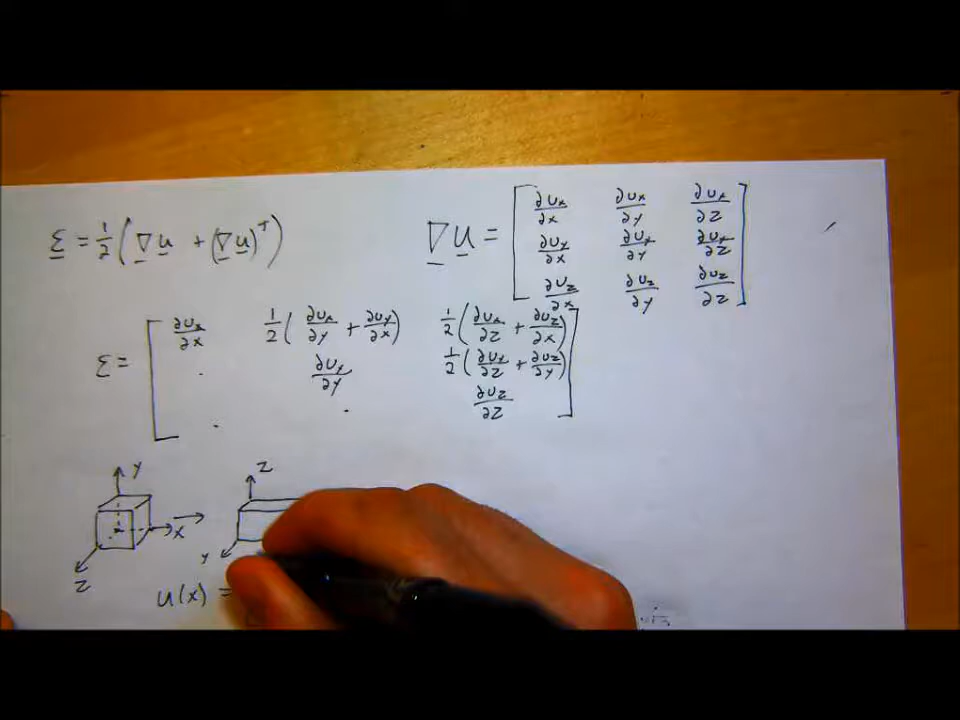 ε = 1/2 (∇u + (∇u)^T)
∇u = [ ∂ux/∂x ∂ux/∂y ∂ux/∂z
∂uy/∂x ∂uy/∂y ∂uy/∂z
∂uz/∂x ∂uz/∂y ∂uz/∂z ]
ε = [ ∂ux/∂x 1/2 (∂ux/∂y + ∂uy/∂x) 1/2 (∂ux/∂z + ∂uz/∂x)
. ∂uy/∂y 1/2 (∂uy/∂z + ∂uz/∂y)
. . ∂uz/∂z ]
y
x
z
z
y
u(x) =